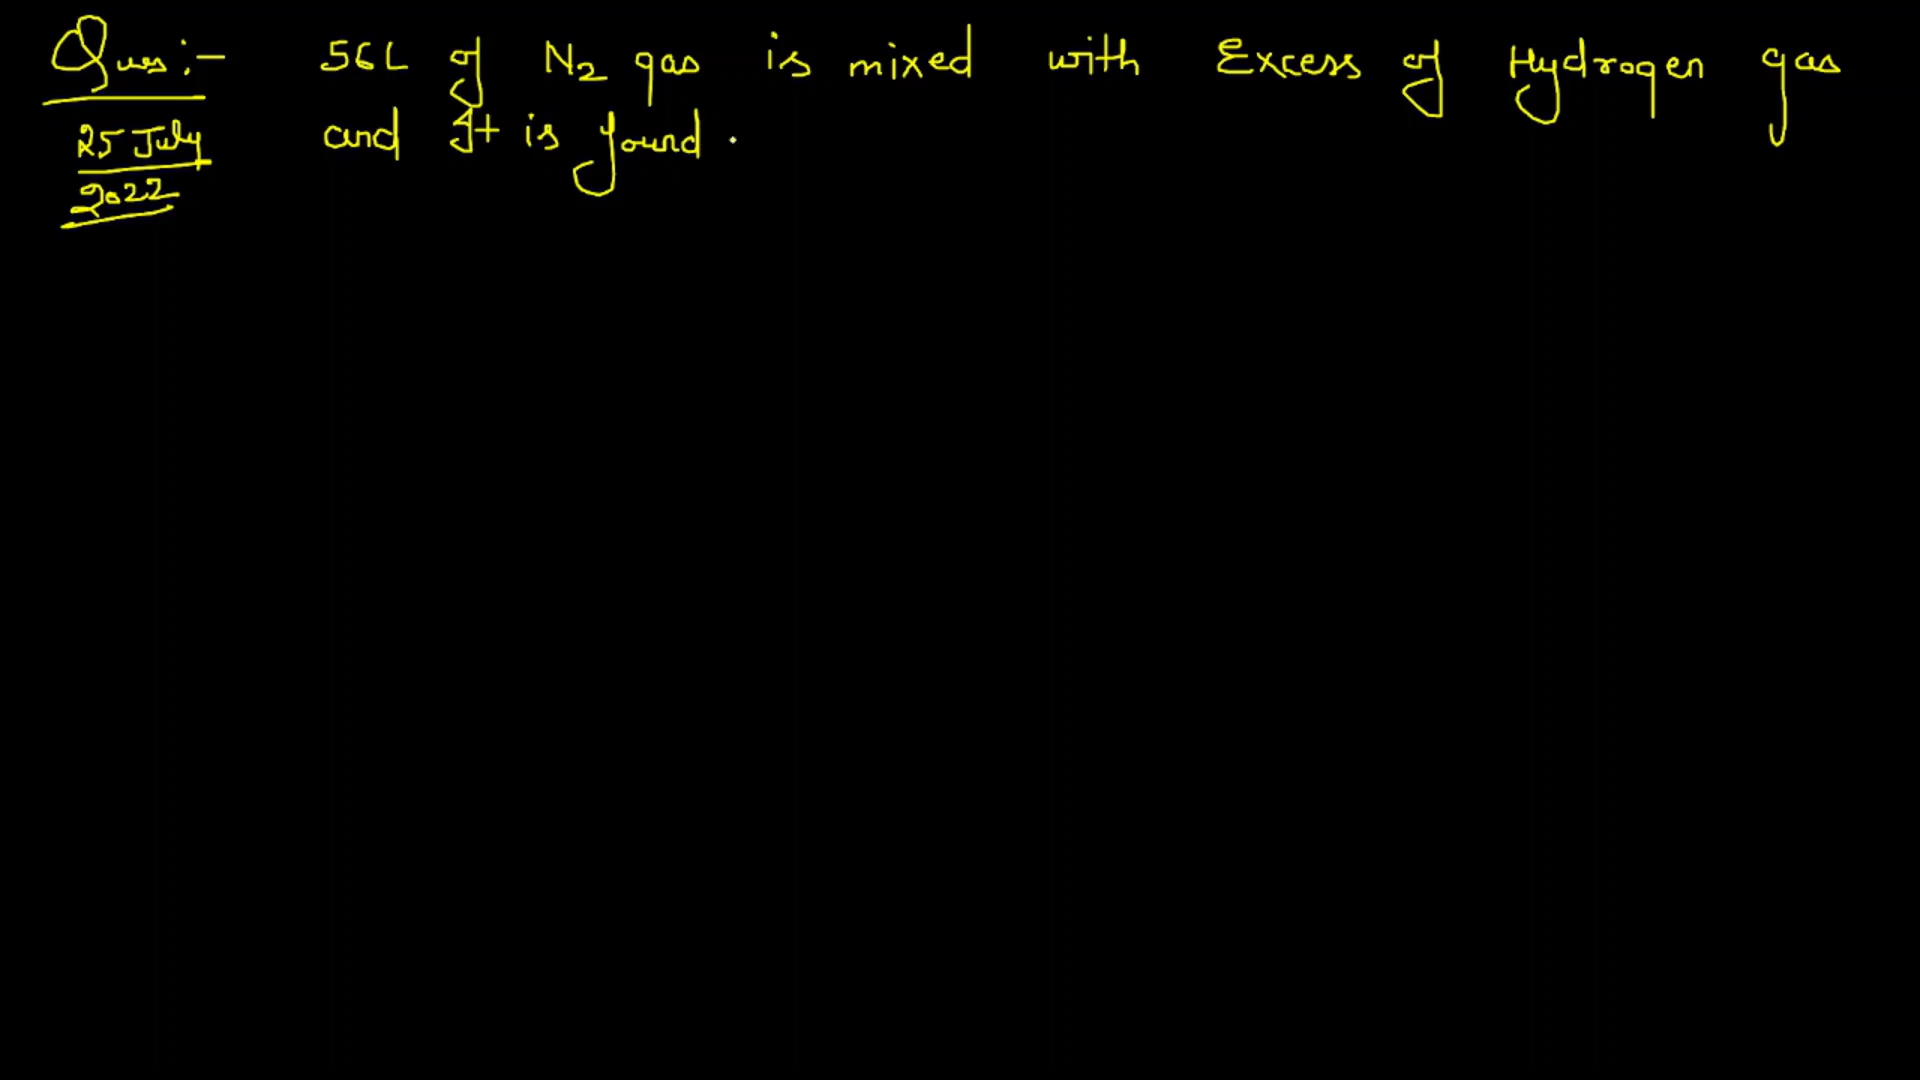 Ques:- 56L of N2 gas is mixed with Excess of Hydrogen gas
25 July and It is found.
2022